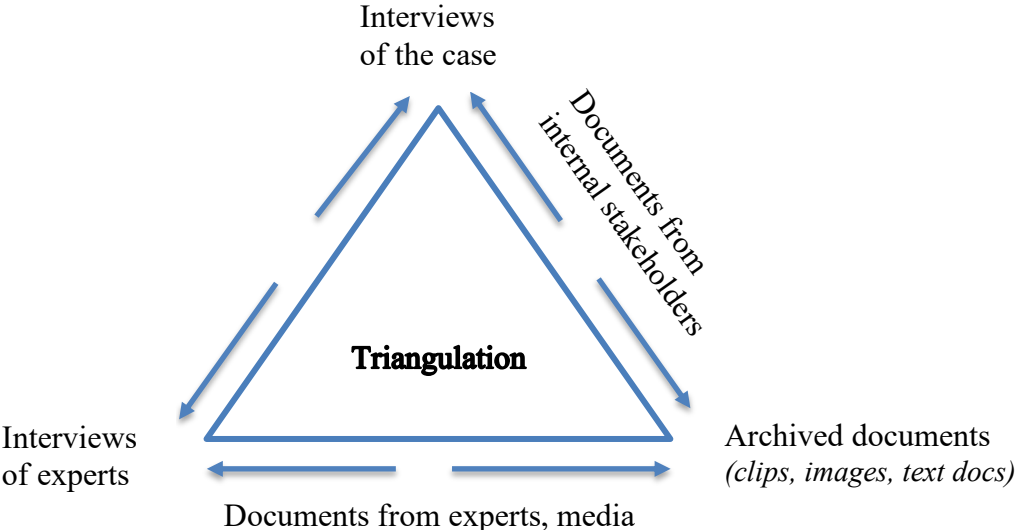 Interviews
of the case
Documents from
internal stakeholders
Triangulation
Interviews
of experts
Archived documents
(clips, images, text docs)
Documents from experts, media